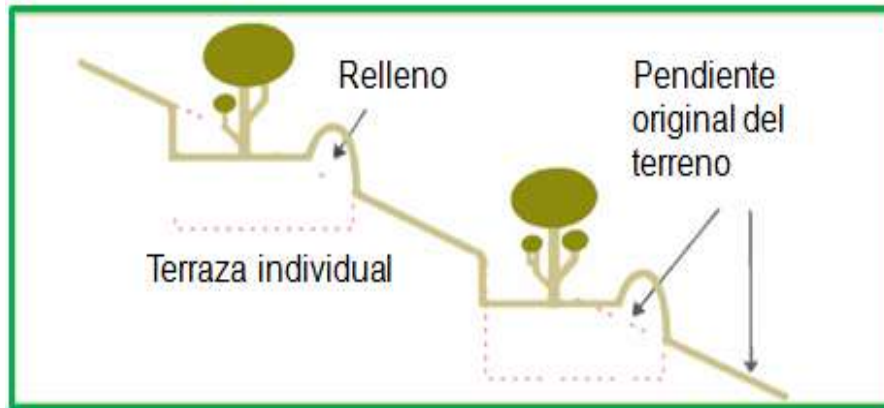 Relleno
Pendiente
original del
terreno
Terraza individual